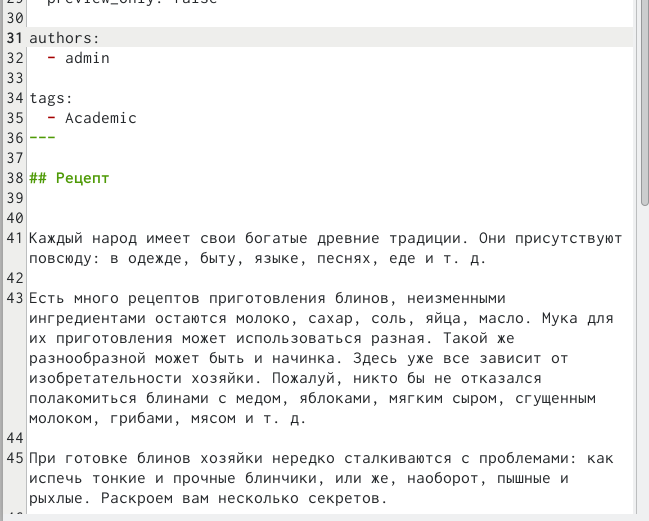 29 preview_only: false
30
31 authors:
32 - admin
33
34 tags:
35 - Academic
36 ---
37
38 ## Рецепт
39
40
41 Каждый народ имеет свои богатые древние традиции. Они присутствуют
повсюду: в одежде, быту, языке, песнях, еде и т. д.
42
43 Есть много рецептов приготовления блинов, неизменными
ингредиентами остаются молоко, сахар, соль, яйца, масло. Мука для
их приготовления может использоваться разная. Такой же
разнообразной может быть и начинка. Здесь уже все зависит от
изобретательности хозяйки. Пожалуй, никто бы не отказался
полакомиться блинами с медом, яблоками, мягким сыром, сгущенным
молоком, грибами, мясом и т. д.
44
45 При готовке блинов хозяйки нередко сталкиваются с проблемами: как
испечь тонкие и прочные блинчики, или же, наоборот, пышные и
рыхлые. Раскроем вам несколько секретов.